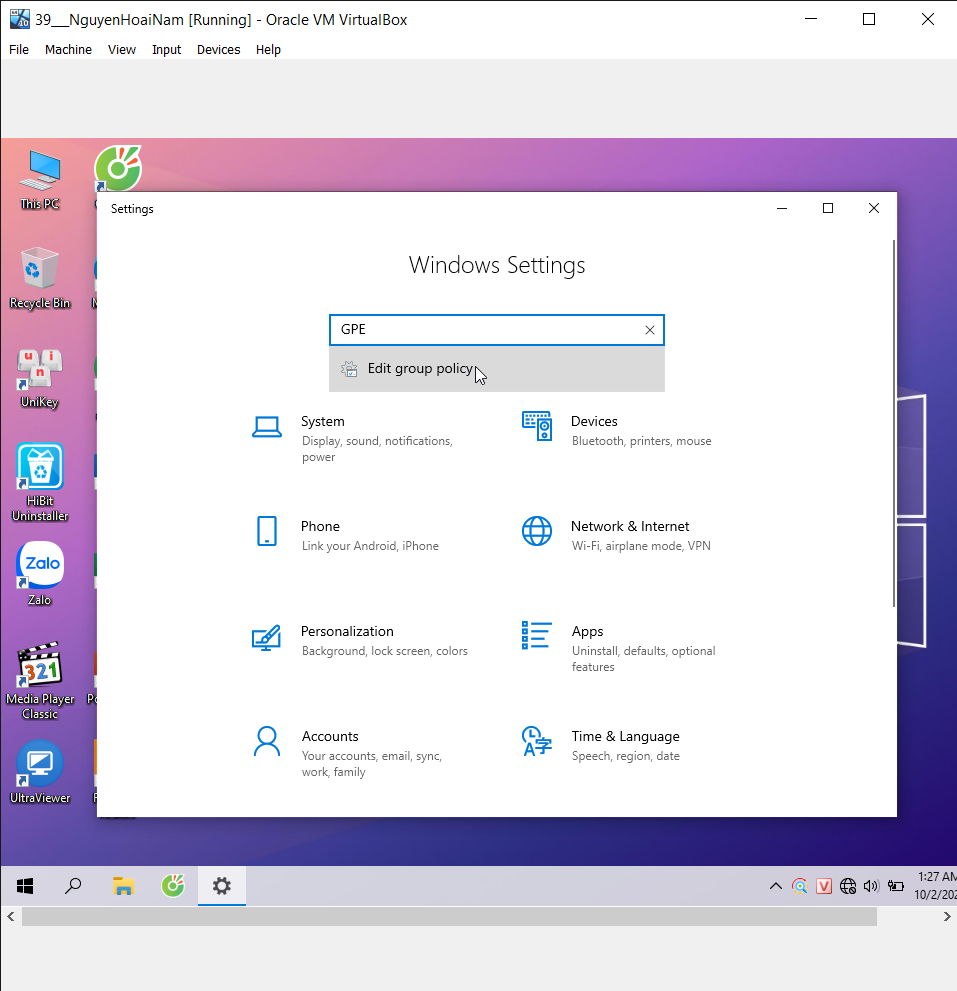 39___NguyenHoaiNam [Running] - Oracle VM VirtualBox
File Machine View Input Devices Help
This PC
Recycle Bin
UniKey
HiBit
Uninstaller
Zalo
Media Player
Classic
UltraViewer
Settings
Windows Settings
GPE
Edit group policy
System
Display, sound, notifications,
power
Devices
Bluetooth, printers, mouse
Phone
Link your Android, iPhone
Network & Internet
Wi-Fi, airplane mode, VPN
Personalization
Background, lock screen, colors
Apps
Uninstall, defaults, optional
features
Accounts
Your accounts, email, sync,
work, family
Time & Language
Speech, region, date
1:27 AM
10/2/202